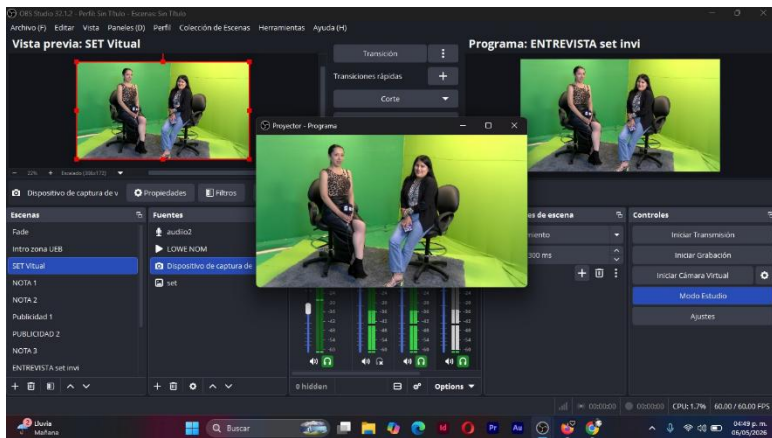 OBS Studio 32.1.2 - Perfil: Sin Título - Escenas: Sin Título
Archivo (F) Editar Vista Paneles (D) Perfil Colección de Escenas Herramientas Ayuda (H)
Vista previa: SET Vitual
Transición
Programa: ENTREVISTA set invi
Transiciones rápidas
Corte
Proyector - Programa
Dispositivo de captura de v
Propiedades
Filtros
Escenas
Fuentes
es de escena
Controles
Fade
audiio2
Iniciar Transmisión
Intro zona UEB
LOWE NOM
300 ms
Iniciar Grabación
SET Vitual
Dispositivo de captura de
Iniciar Cámara Virtual
NOTA 1
set
Modo Estudio
NOTA 2
Ajustes
Publicidad 1
PUBLICIDAD 2
NOTA 3
ENTREVISTA set invi
0 hidden
Options
00:00:00
00:00:00
CPU: 1.7%
60.00 / 60.00 FPS
Lluvia
Mañana
Buscar
04:49 p. m.
06/05/2026